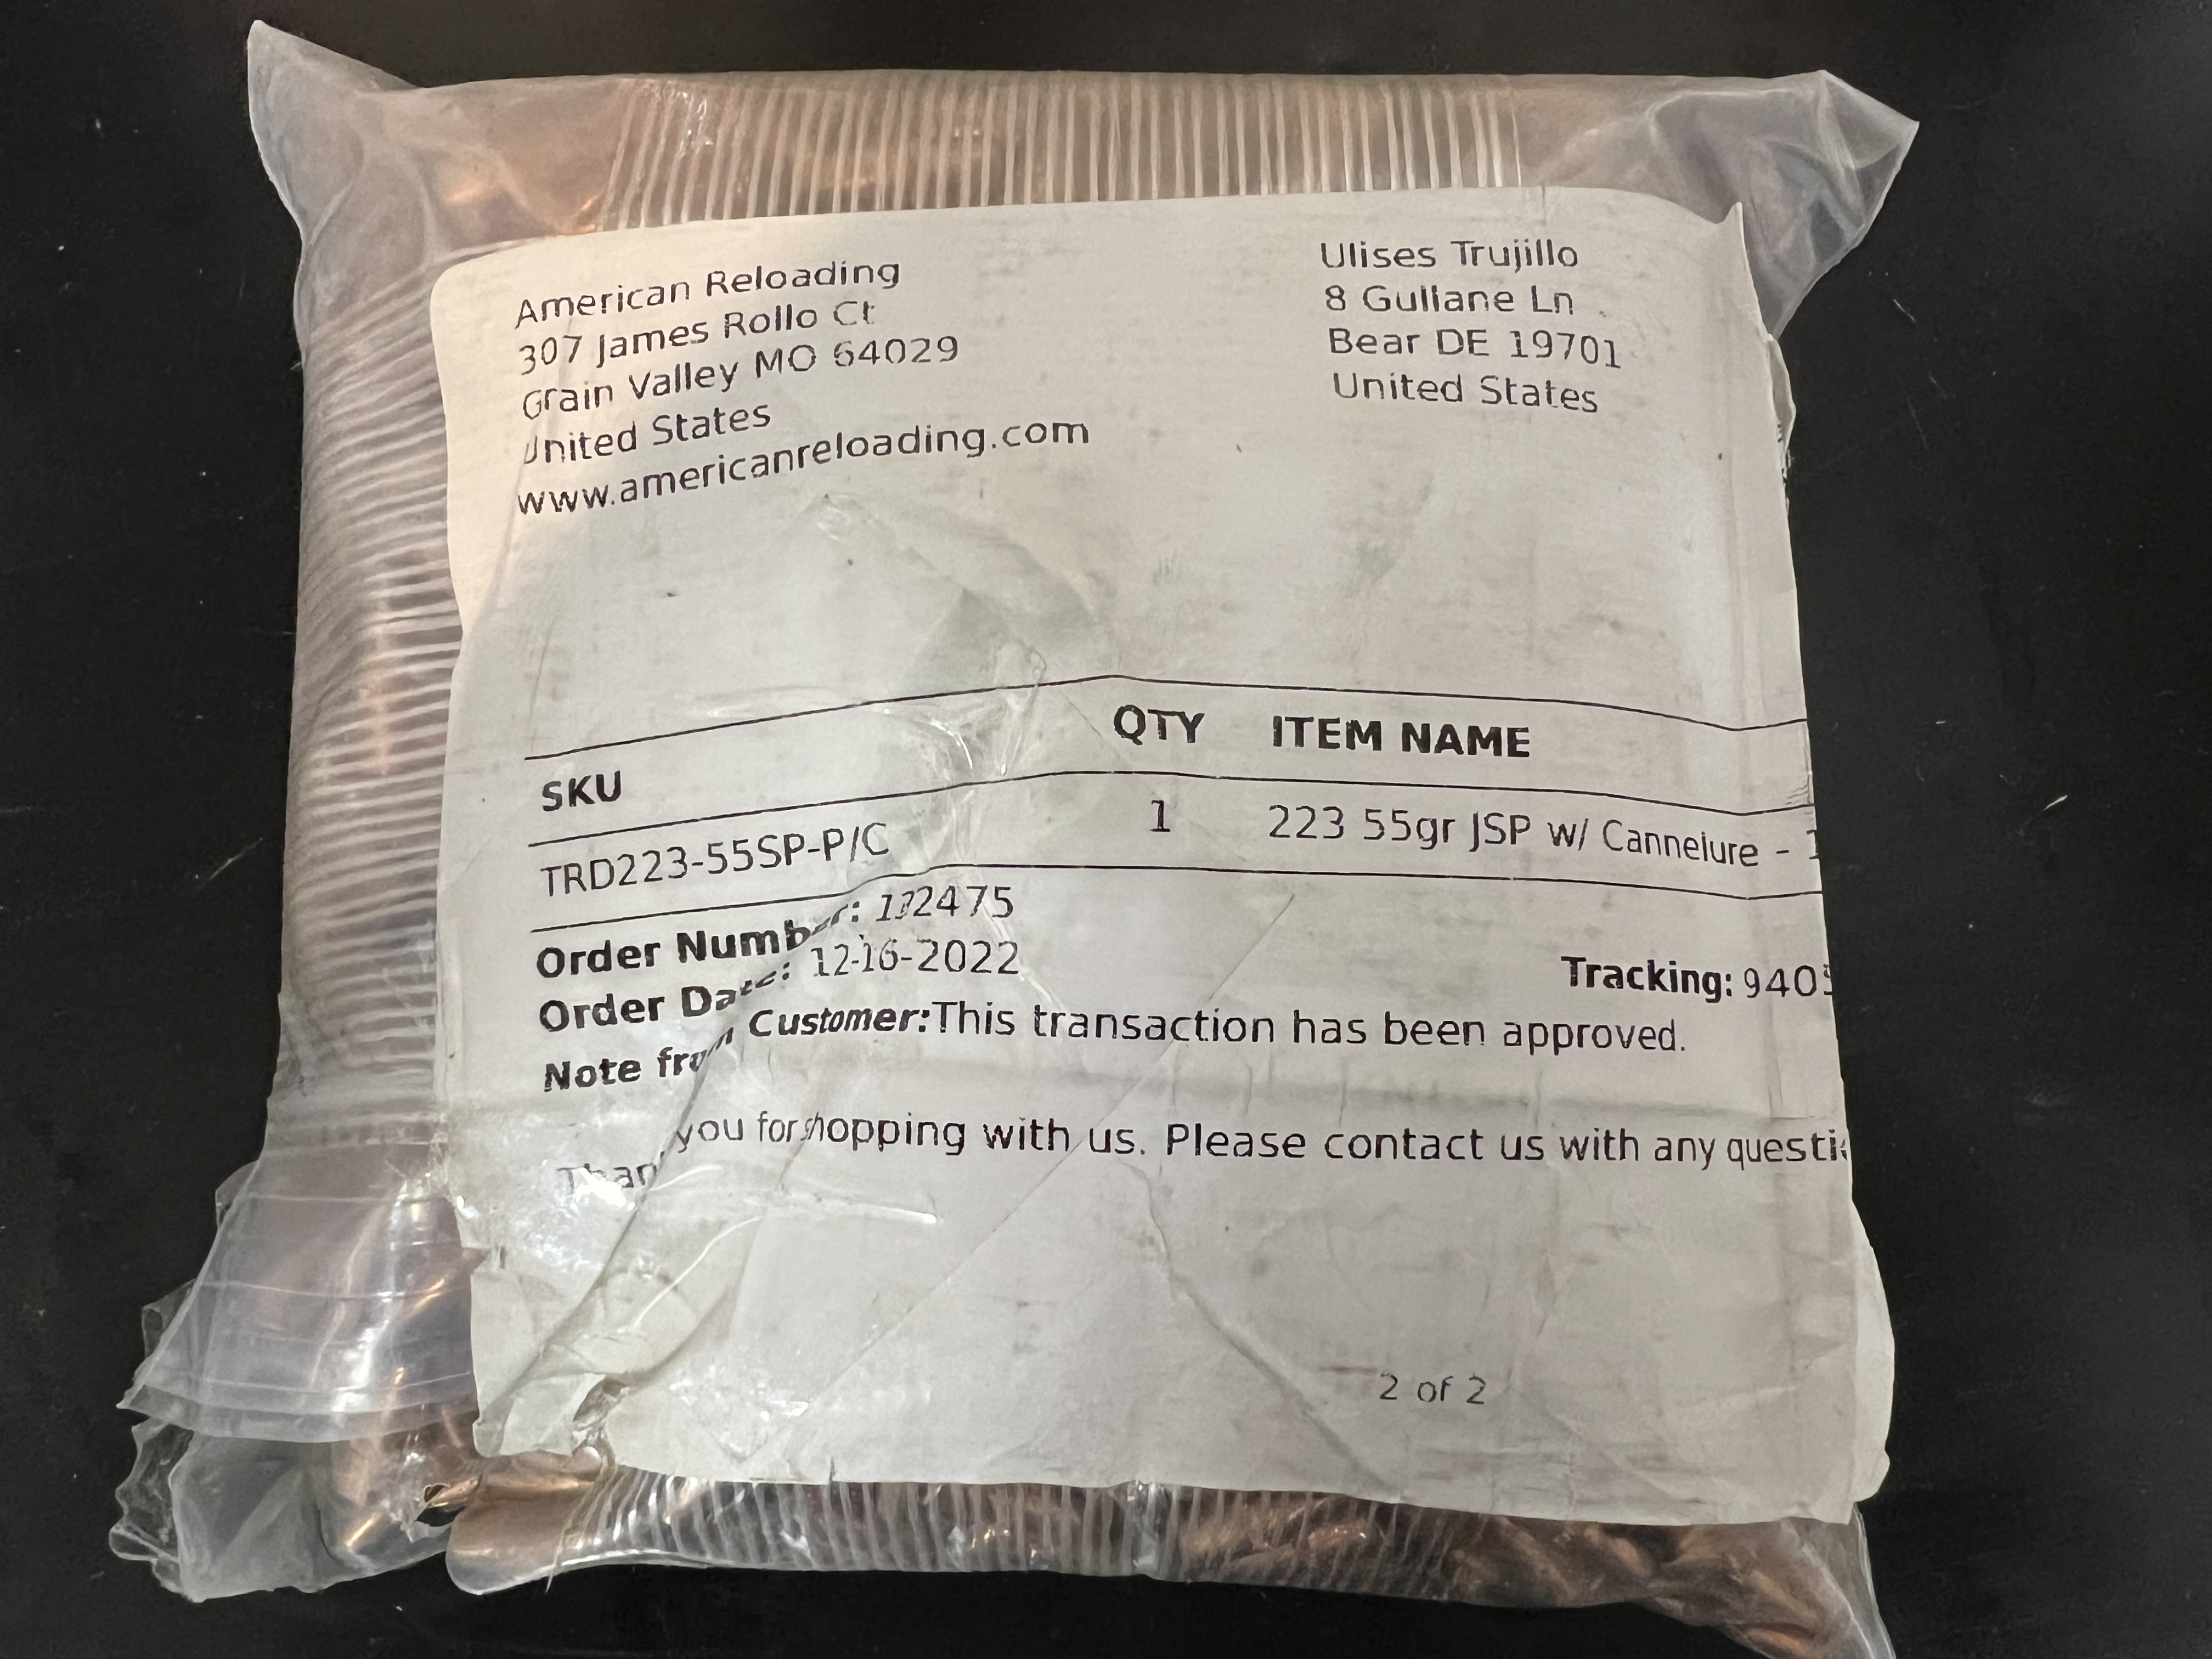 American Reloading
307 James Rollo Ct
Grain Valley MO 64029
United States
www.americanreloading.com
Ulises Trujillo
8 Gullane Ln
Bear DE 19701
United States
SKU QTY ITEM NAME
TRD223-55SP-P/C 1 223 55gr JSP w/ Cannelure -
Order Number:
Order Date: 12-16-2022
Tracking:
Note from Customer:This transaction has been approved.
you for shopping with us. Please contact us with any
2 of 2